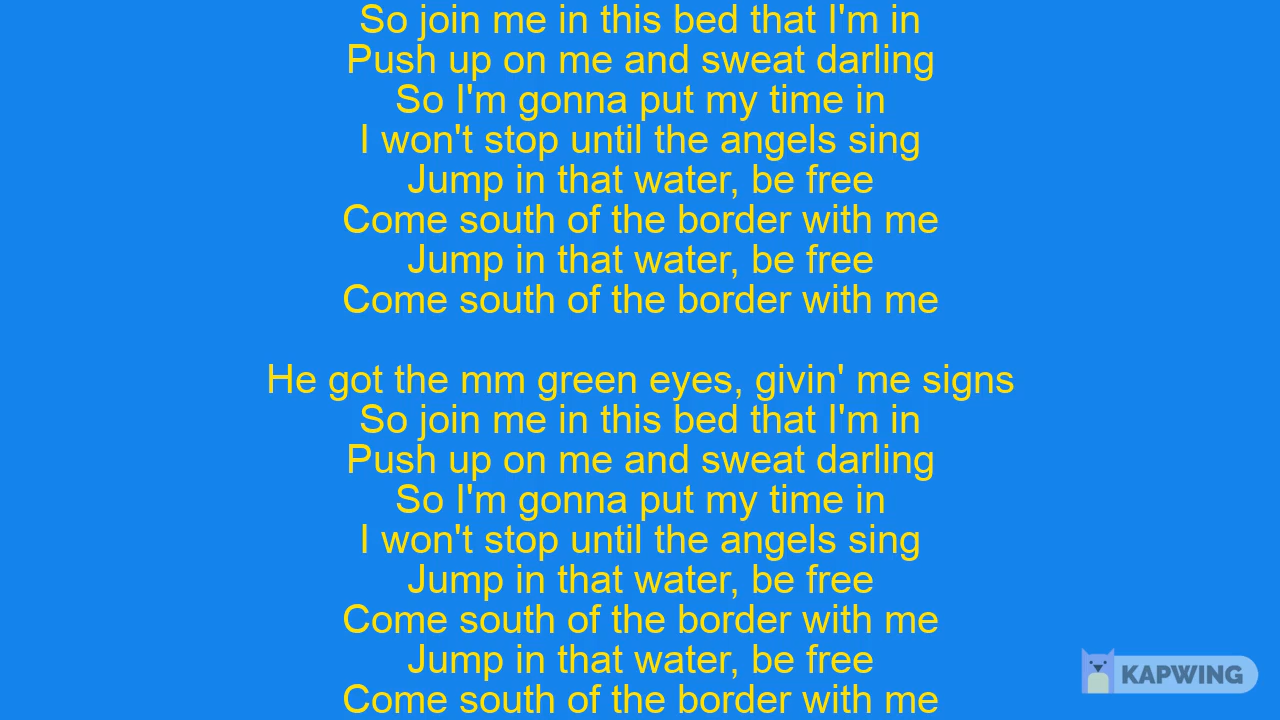 So join me in this bed that I'm in
Push up on me and sweat darling
So I'm gonna put my time in
I won't stop until the angels sing
Jump in that water, be free
Come south of the border with me
Jump in that water, be free
Come south of the border with me
He got the mm green eyes, givin' me signs
So join me in this bed that I'm in
Push up on me and sweat darling
So I'm gonna put my time in
I won't stop until the angels sing
Jump in that water, be free
Come south of the border with me
Jump in that water, be free
Come south of the border with me
KAPWING